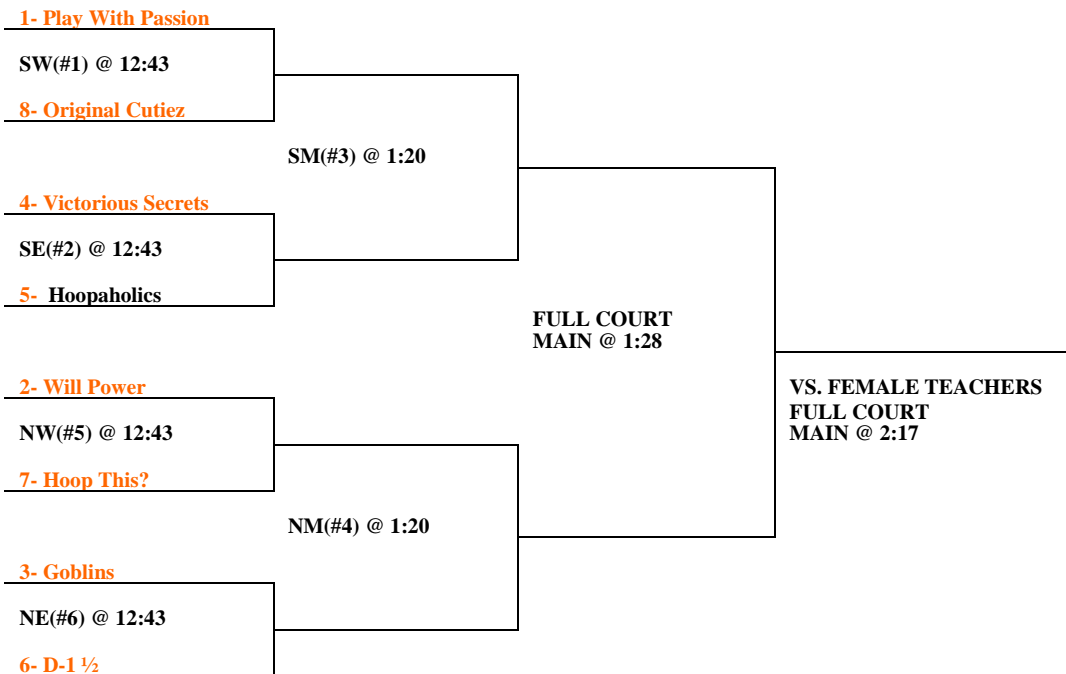 1- Play With Passion
SW(#1) @ 12:43
8- Original Cutiez
SM(#3) @ 1:20
4- Victorious Secrets
SE(#2) @ 12:43
5- Hoopaholics
FULL COURT
MAIN @ 1:28
2- Will Power
VS. FEMALE TEACHERS
FULL COURT
MAIN @ 2:17
NW(#5) @ 12:43
7- Hoop This?
NM(#4) @ 1:20
3- Goblins
NE(#6) @ 12:43
6- D-1 ½